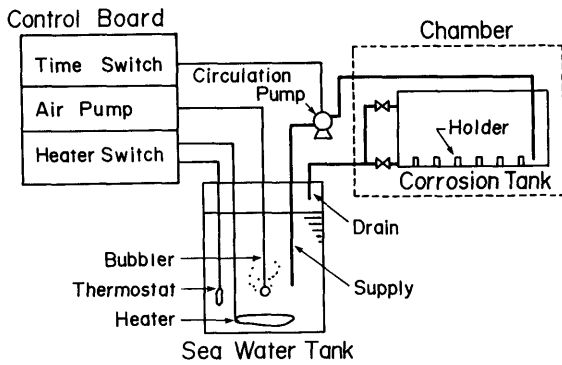 Control Board
Time Switch
Air Pump
Heater Switch
Circulation
Pump
Chamber
Holder
Corrosion Tank
Drain
Bubbler
Supply
Thermostat
Heater
Sea Water Tank